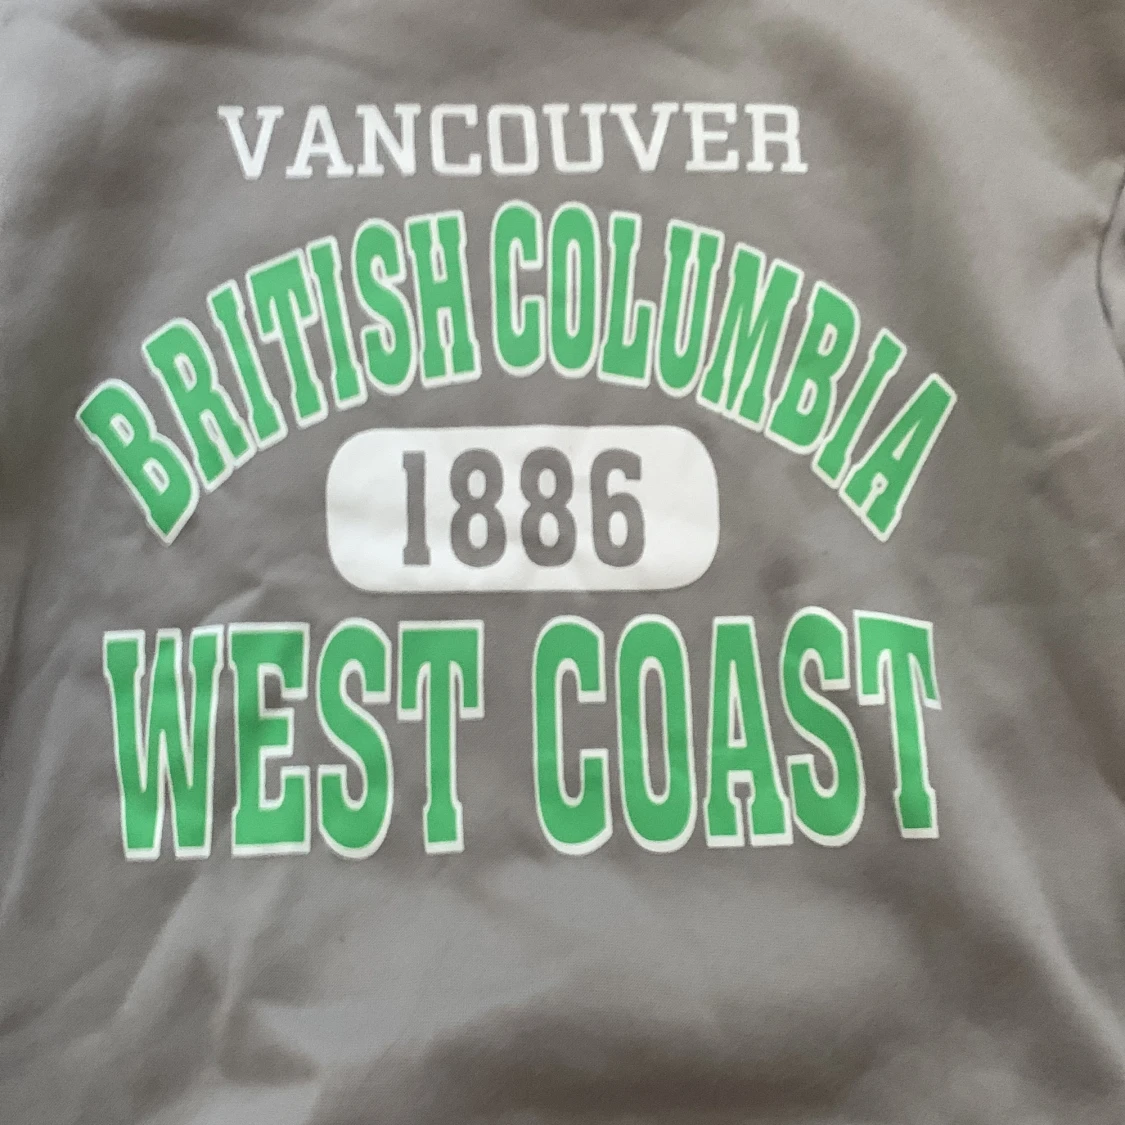 VANCOUVER
BRITISH COLUMBIA
1886
WEST COAST